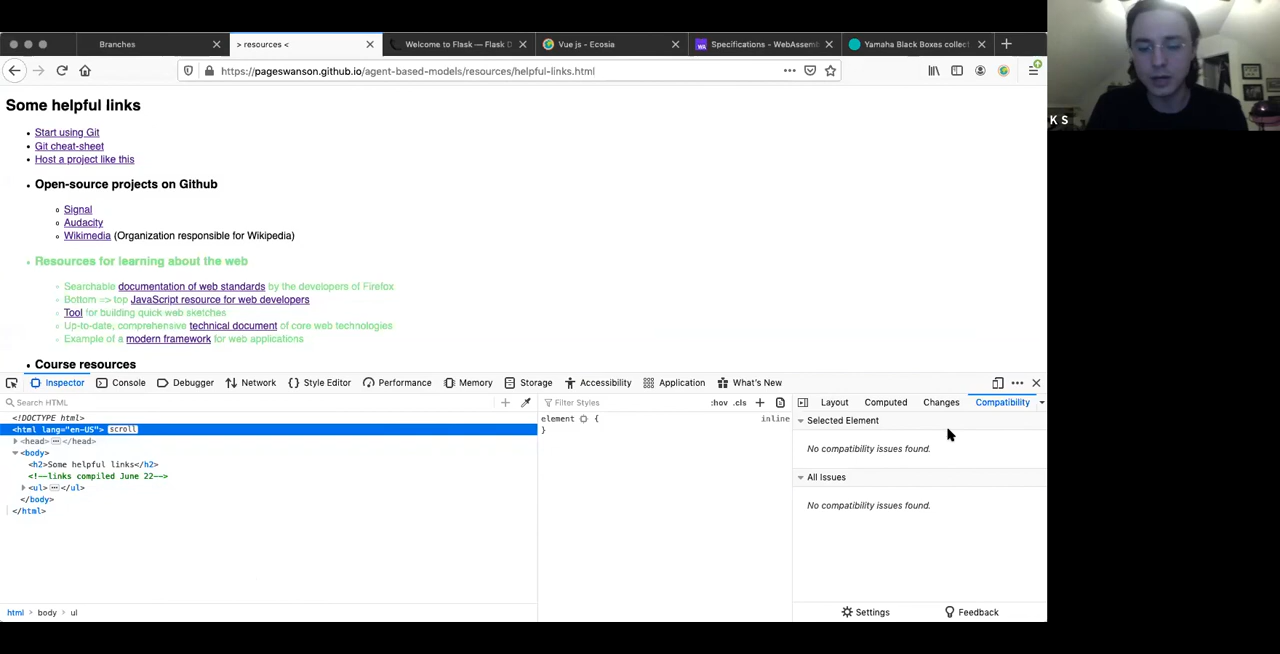 Branches
> resources <
Welcome to Flask — Flask D
Vue js - Ecosia
Specifications - WebAssemb
Yamaha Black Boxes collect
https://pageswanson.github.io/agent-based-models/resources/helpful-links.html
K S
Some helpful links
Start using Git
Git cheat-sheet
Host a project like this
Open-source projects on Github
Signal
Audacity
Wikimedia (Organization responsible for Wikipedia)
Resources for learning about the web
Searchable documentation of web standards by the developers of Firefox
Bottom => top JavaScript resource for web developers
Tool for building quick web sketches
Up-to-date, comprehensive technical document of core web technologies
Example of a modern framework for web applications
Course resources
Inspector Console Debugger Network Style Editor Performance Memory Storage Accessibility Application What's New
Search HTML
Filter Styles
:hov .cls
Layout Computed Changes Compatibility
<!DOCTYPE html>
<html lang="en-US"> scroll
<head> ••• </head>
<body>
<h2>Some helpful links</h2>
<!--links compiled June 22-->
<ul> ••• </ul>
</body>
</html>
element { inline
}
Selected Element
No compatibility issues found.
All Issues
No compatibility issues found.
html > body > ul
Settings
Feedback